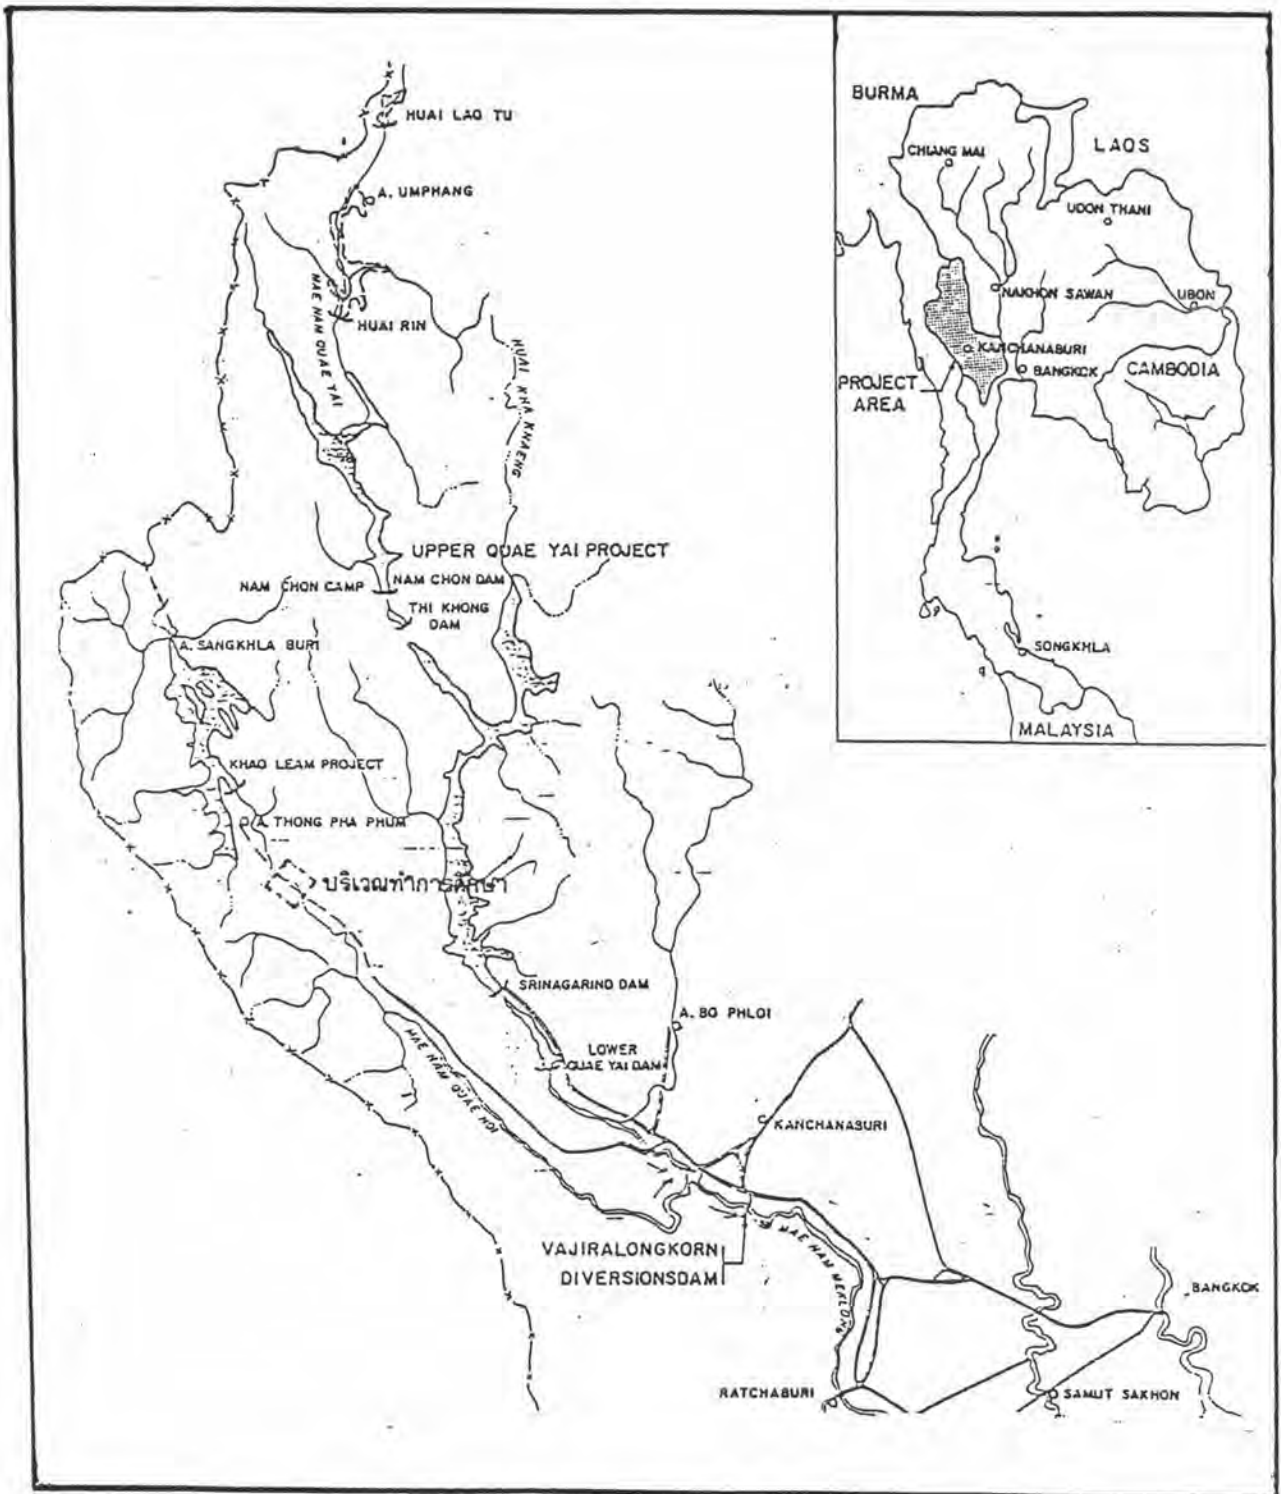 HUAI LAO TU
A. UMPHANG
HUAI RIN
MAE NAM QUAE YAI
HUAI KHA KHAENG
UPPER QUAE YAI PROJECT
NAM CHON CAMP
NAM CHON DAM
THI KHONG
DAM
A. SANGKHLA BURI
KHAO LEAM PROJECT
A. THONG PHA PHUM
บริเวณทำการศึกษา
SRINAGARIND DAM
A. BO PHLOI
LOWER
QUAE YAI DAM
MAE NAM QUAE NOI
KANCHANABURI
VAJIRALONGKORN
DIVERSIONSDAM
MAE NAM MEKLONG
BANGKOK
RATCHABURI
SAMUT SAKHON
BURMA
LAOS
CHIANG MAI
UDON THANI
NAKHON SAWAN
UBON
KANCHANABURI
BANGKOK
CAMBODIA
PROJECT
AREA
SONGKHLA
MALAYSIA